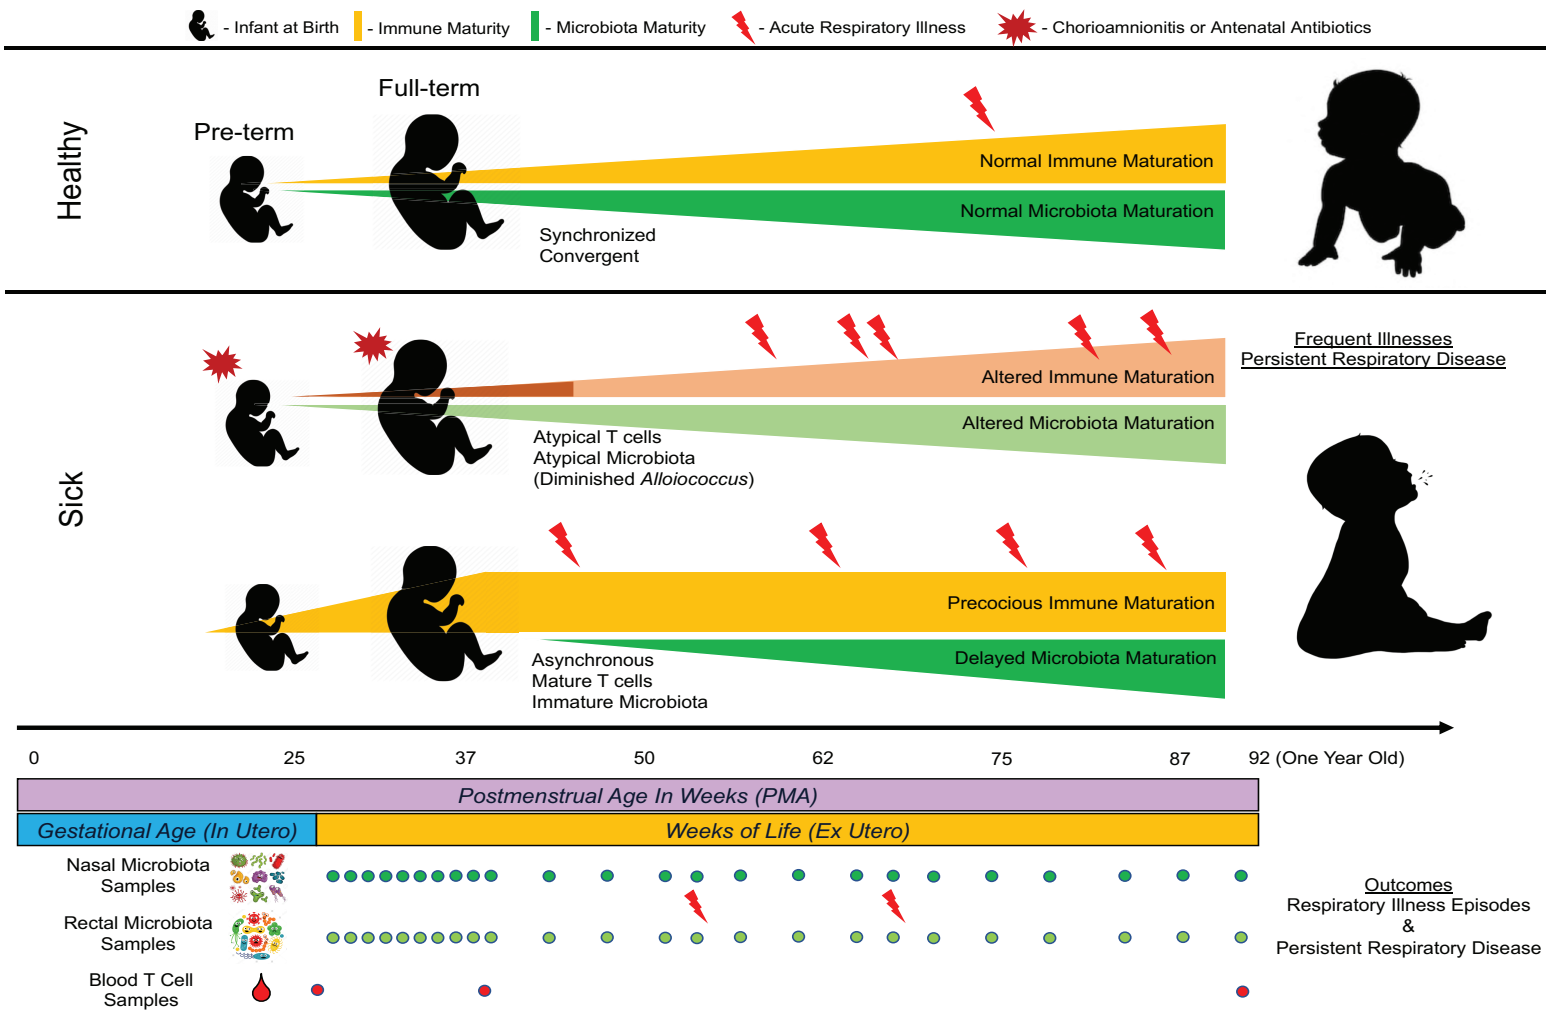 - Infant at Birth
- Immune Maturity
- Microbiota Maturity
- Acute Respiratory Illness
- Chorioamnionitis or Antenatal Antibiotics
Healthy
Pre-term
Full-term
Normal Immune Maturation
Normal Microbiota Maturation
Synchronized
Convergent
Sick
Altered Immune Maturation
Altered Microbiota Maturation
Atypical T cells
Atypical Microbiota
(Diminished Alloiococcus)
Frequent Illnesses
Persistent Respiratory Disease
Precocious Immune Maturation
Delayed Microbiota Maturation
Asynchronous
Mature T cells
Immature Microbiota
0 25 37 50 62 75 87 92 (One Year Old)
Postmenstrual Age In Weeks (PMA)
Gestational Age (In Utero) Weeks of Life (Ex Utero)
Nasal Microbiota
Samples
Rectal Microbiota
Samples
Blood T Cell
Samples
Outcomes
Respiratory Illness Episodes
&
Persistent Respiratory Disease